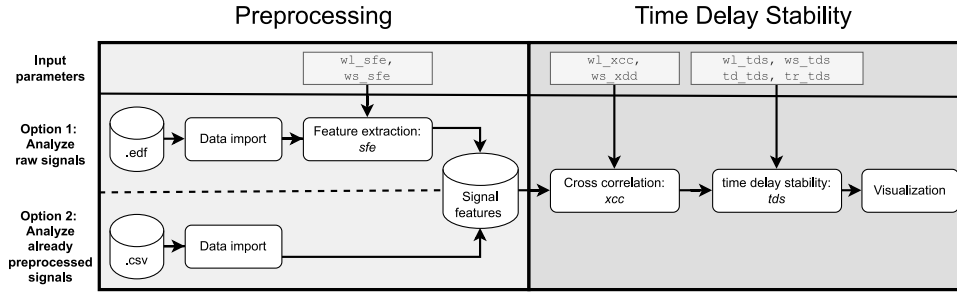 Preprocessing
Time Delay Stability
Input
parameters
wl_sfe,
ws_sfe
wl_xcc,
ws_xdd
wl_tds, ws_tds
td_tds, tr_tds
Option 1:
Analyze
raw signals
.edf
Data import
Feature extraction:
sfe
Signal
features
Cross correlation:
xcc
time delay stability:
tds
Visualization
Option 2:
Analyze
already
preprocessed
signals
.csv
Data import